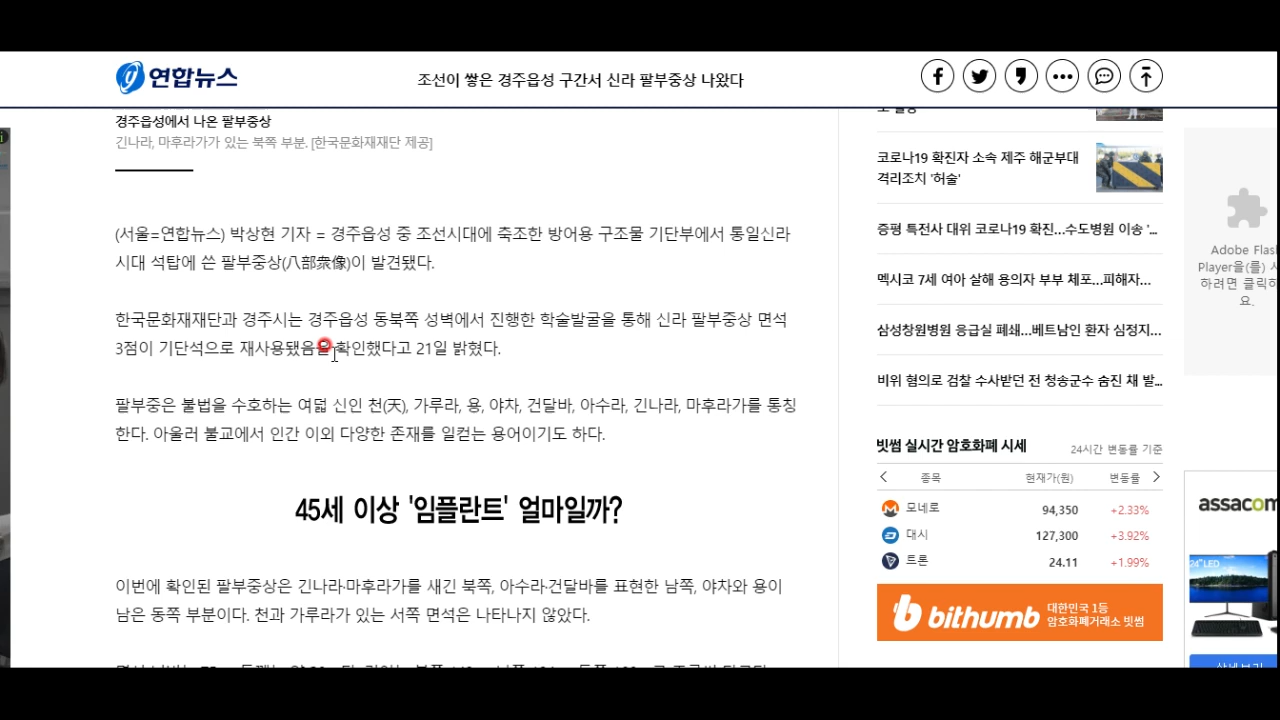 연합뉴스
조선이 쌓은 경주읍성 구간서 신라 팔부중상 나왔다
경주읍성에서 나온 팔부중상
긴나라, 마후라가가 있는 북쪽 부분. [한국문화재재단 제공]
(서울=연합뉴스) 박상현 기자 = 경주읍성 중 조선시대에 축조한 방어용 구조물 기단부에서 통일신라
시대 석탑에 쓴 팔부중상(八部衆像)이 발견됐다.
한국문화재재단과 경주시는 경주읍성 동북쪽 성벽에서 진행한 학술발굴을 통해 신라 팔부중상 면석
3점이 기단석으로 재사용됐음을 확인했다고 21일 밝혔다.
팔부중은 불법을 수호하는 여덟 신인 천(天), 가루라, 용, 야차, 건달바, 아수라, 긴나라, 마후라가를 통칭
한다. 아울러 불교에서 인간 이외 다양한 존재를 일컫는 용어이기도 하다.
45세 이상 '임플란트' 얼마일까?
이번에 확인된 팔부중상은 긴나라·마후라가를 새긴 북쪽, 아수라·건달바를 표현한 남쪽, 야차와 용이
남은 동쪽 부분이다. 천과 가루라가 있는 서쪽 면석은 나타나지 않았다.
코로나19 확진자 소속 제주 해군부대
격리조치 '허술'
증평 특전사 대위 코로나19 확진...수도병원 이송 '...
멕시코 7세 여아 살해 용의자 부부 체포...피해자...
삼성창원병원 응급실 폐쇄...베트남인 환자 심정지...
비위 혐의로 검찰 수사받던 전 청송군수 숨진 채 발...
빗썸 실시간 암호화폐 시세 24시간 변동률 기준
종목 현재가(원) 변동률
모네로 94,350 +2.33%
대시 127,300 +3.92%
트론 24.11 +1.99%
bithumb 대한민국 1등
암호화폐거래소 빗썸
Adobe Flash
Player을(를) 사
하려면 클릭하
요.
assacom
24" LED